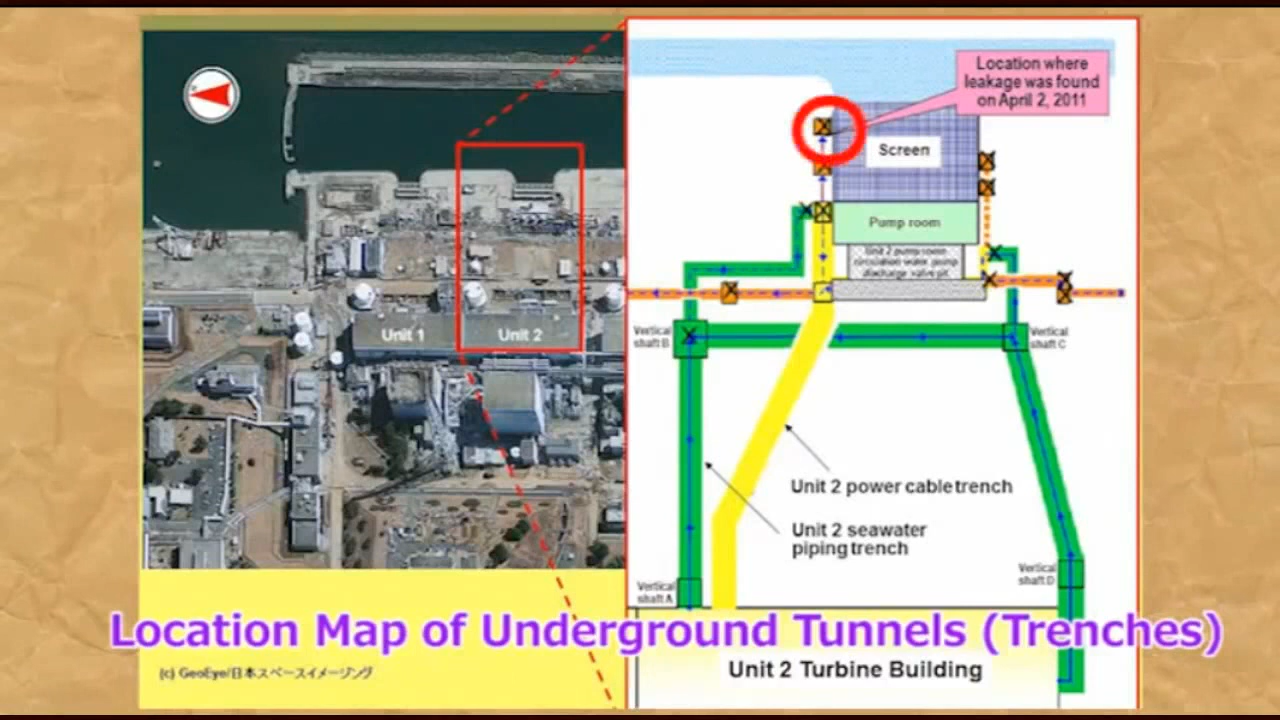 Location where
leakage was found
on April 2, 2011
Screen
Pump room
Unit 2 pump room
circulation water pump
discharge valve pit
Unit 1
Unit 2
Vertical
shaft B
Vertical
shaft C
Unit 2 power cable trench
Unit 2 seawater
piping trench
Vertical
shaft A
Vertical
shaft D
Location Map of Underground Tunnels (Trenches)
(c) GeoEye/日本スペースイメージング
Unit 2 Turbine Building